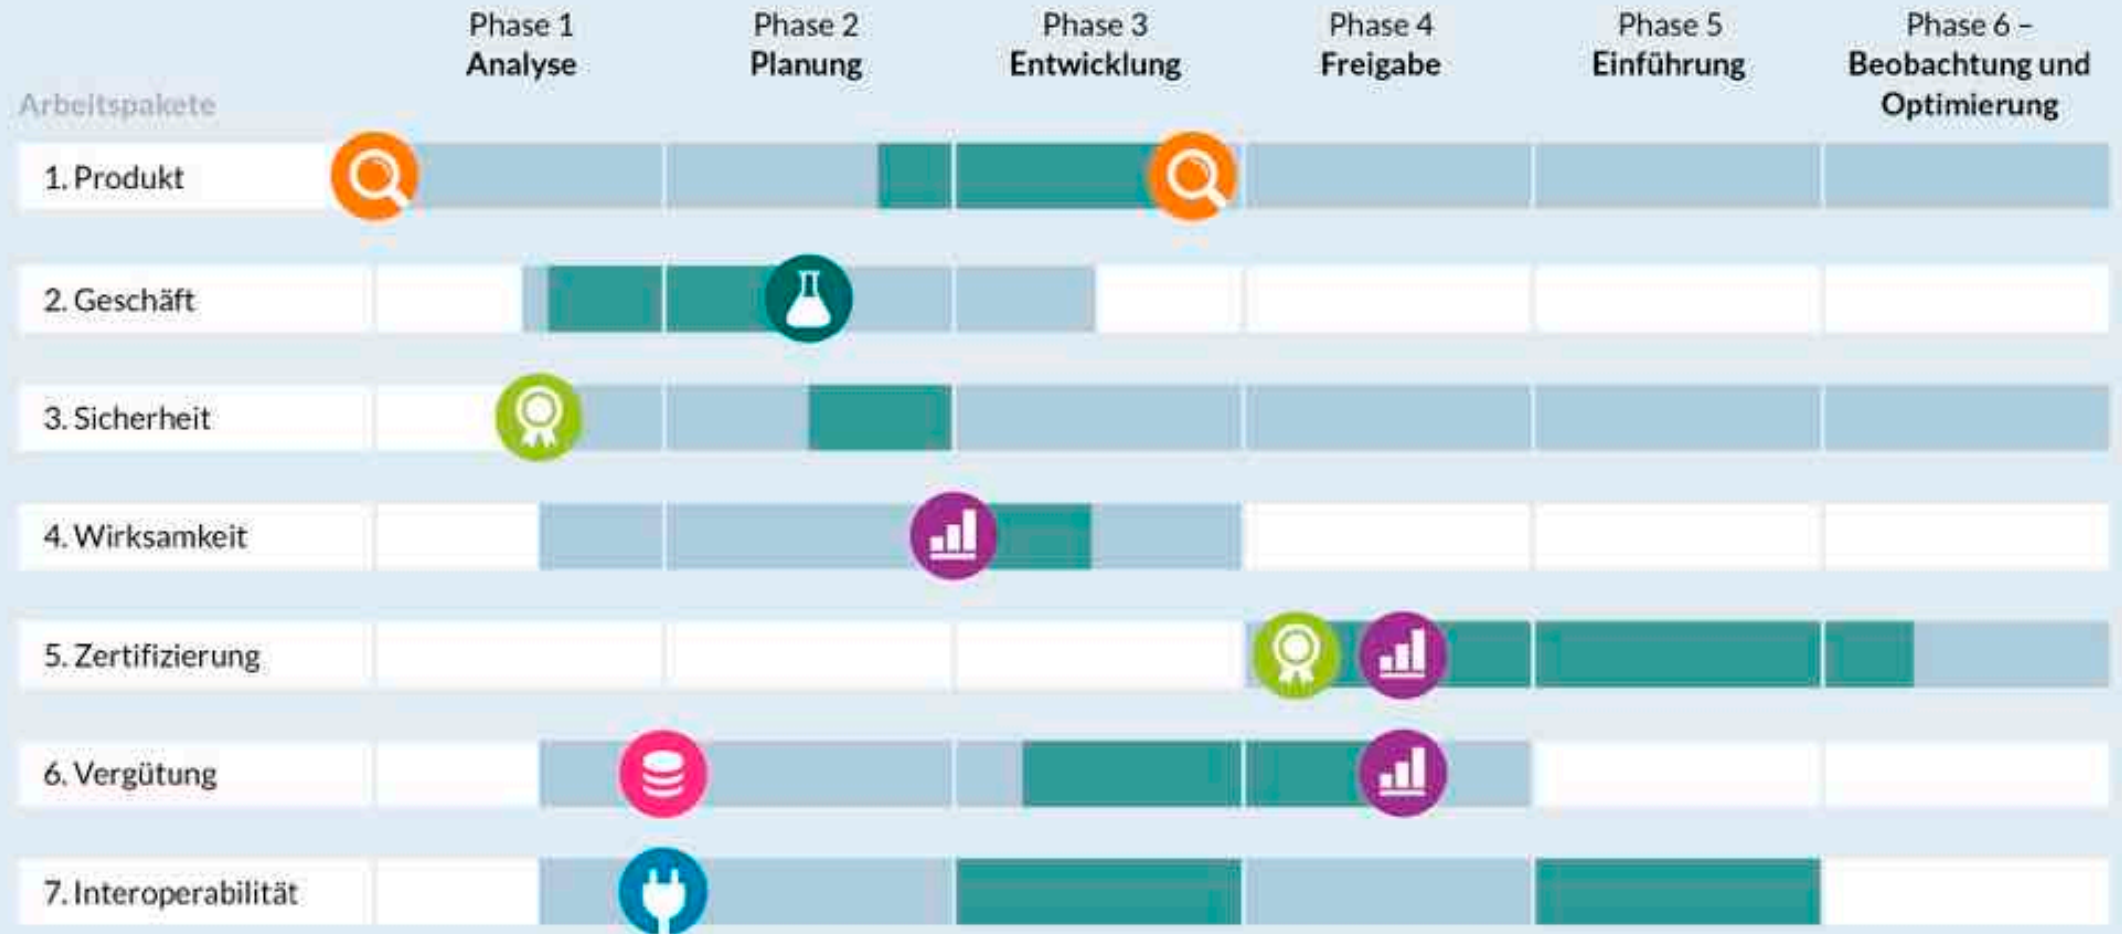 Phase 1
Analyse
Phase 2
Planung
Phase 3
Entwicklung
Phase 4
Freigabe
Phase 5
Einführung
Phase 6 –
Beobachtung und
Optimierung
Arbeitspakete
1. Produkt
2. Geschäft
3. Sicherheit
4. Wirksamkeit
5. Zertifizierung
6. Vergütung
7. Interoperabilität